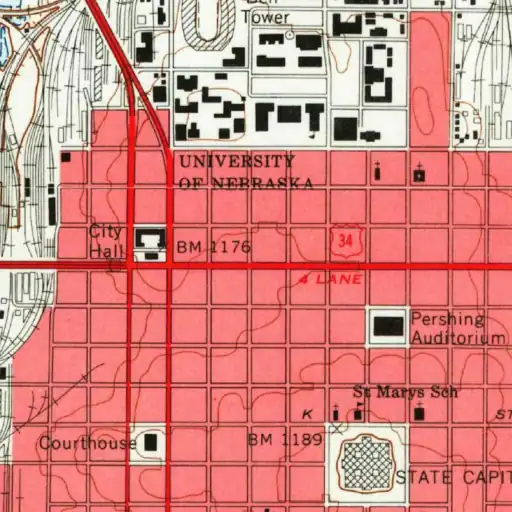 Tower
UNIVERSITY
OF NEBRASKA
City
Hall
BM 1176
34
4 LANE
Pershing
Auditorium
St Marys Sch
K
ST
Courthouse
BM 1189
STATE CAPIT